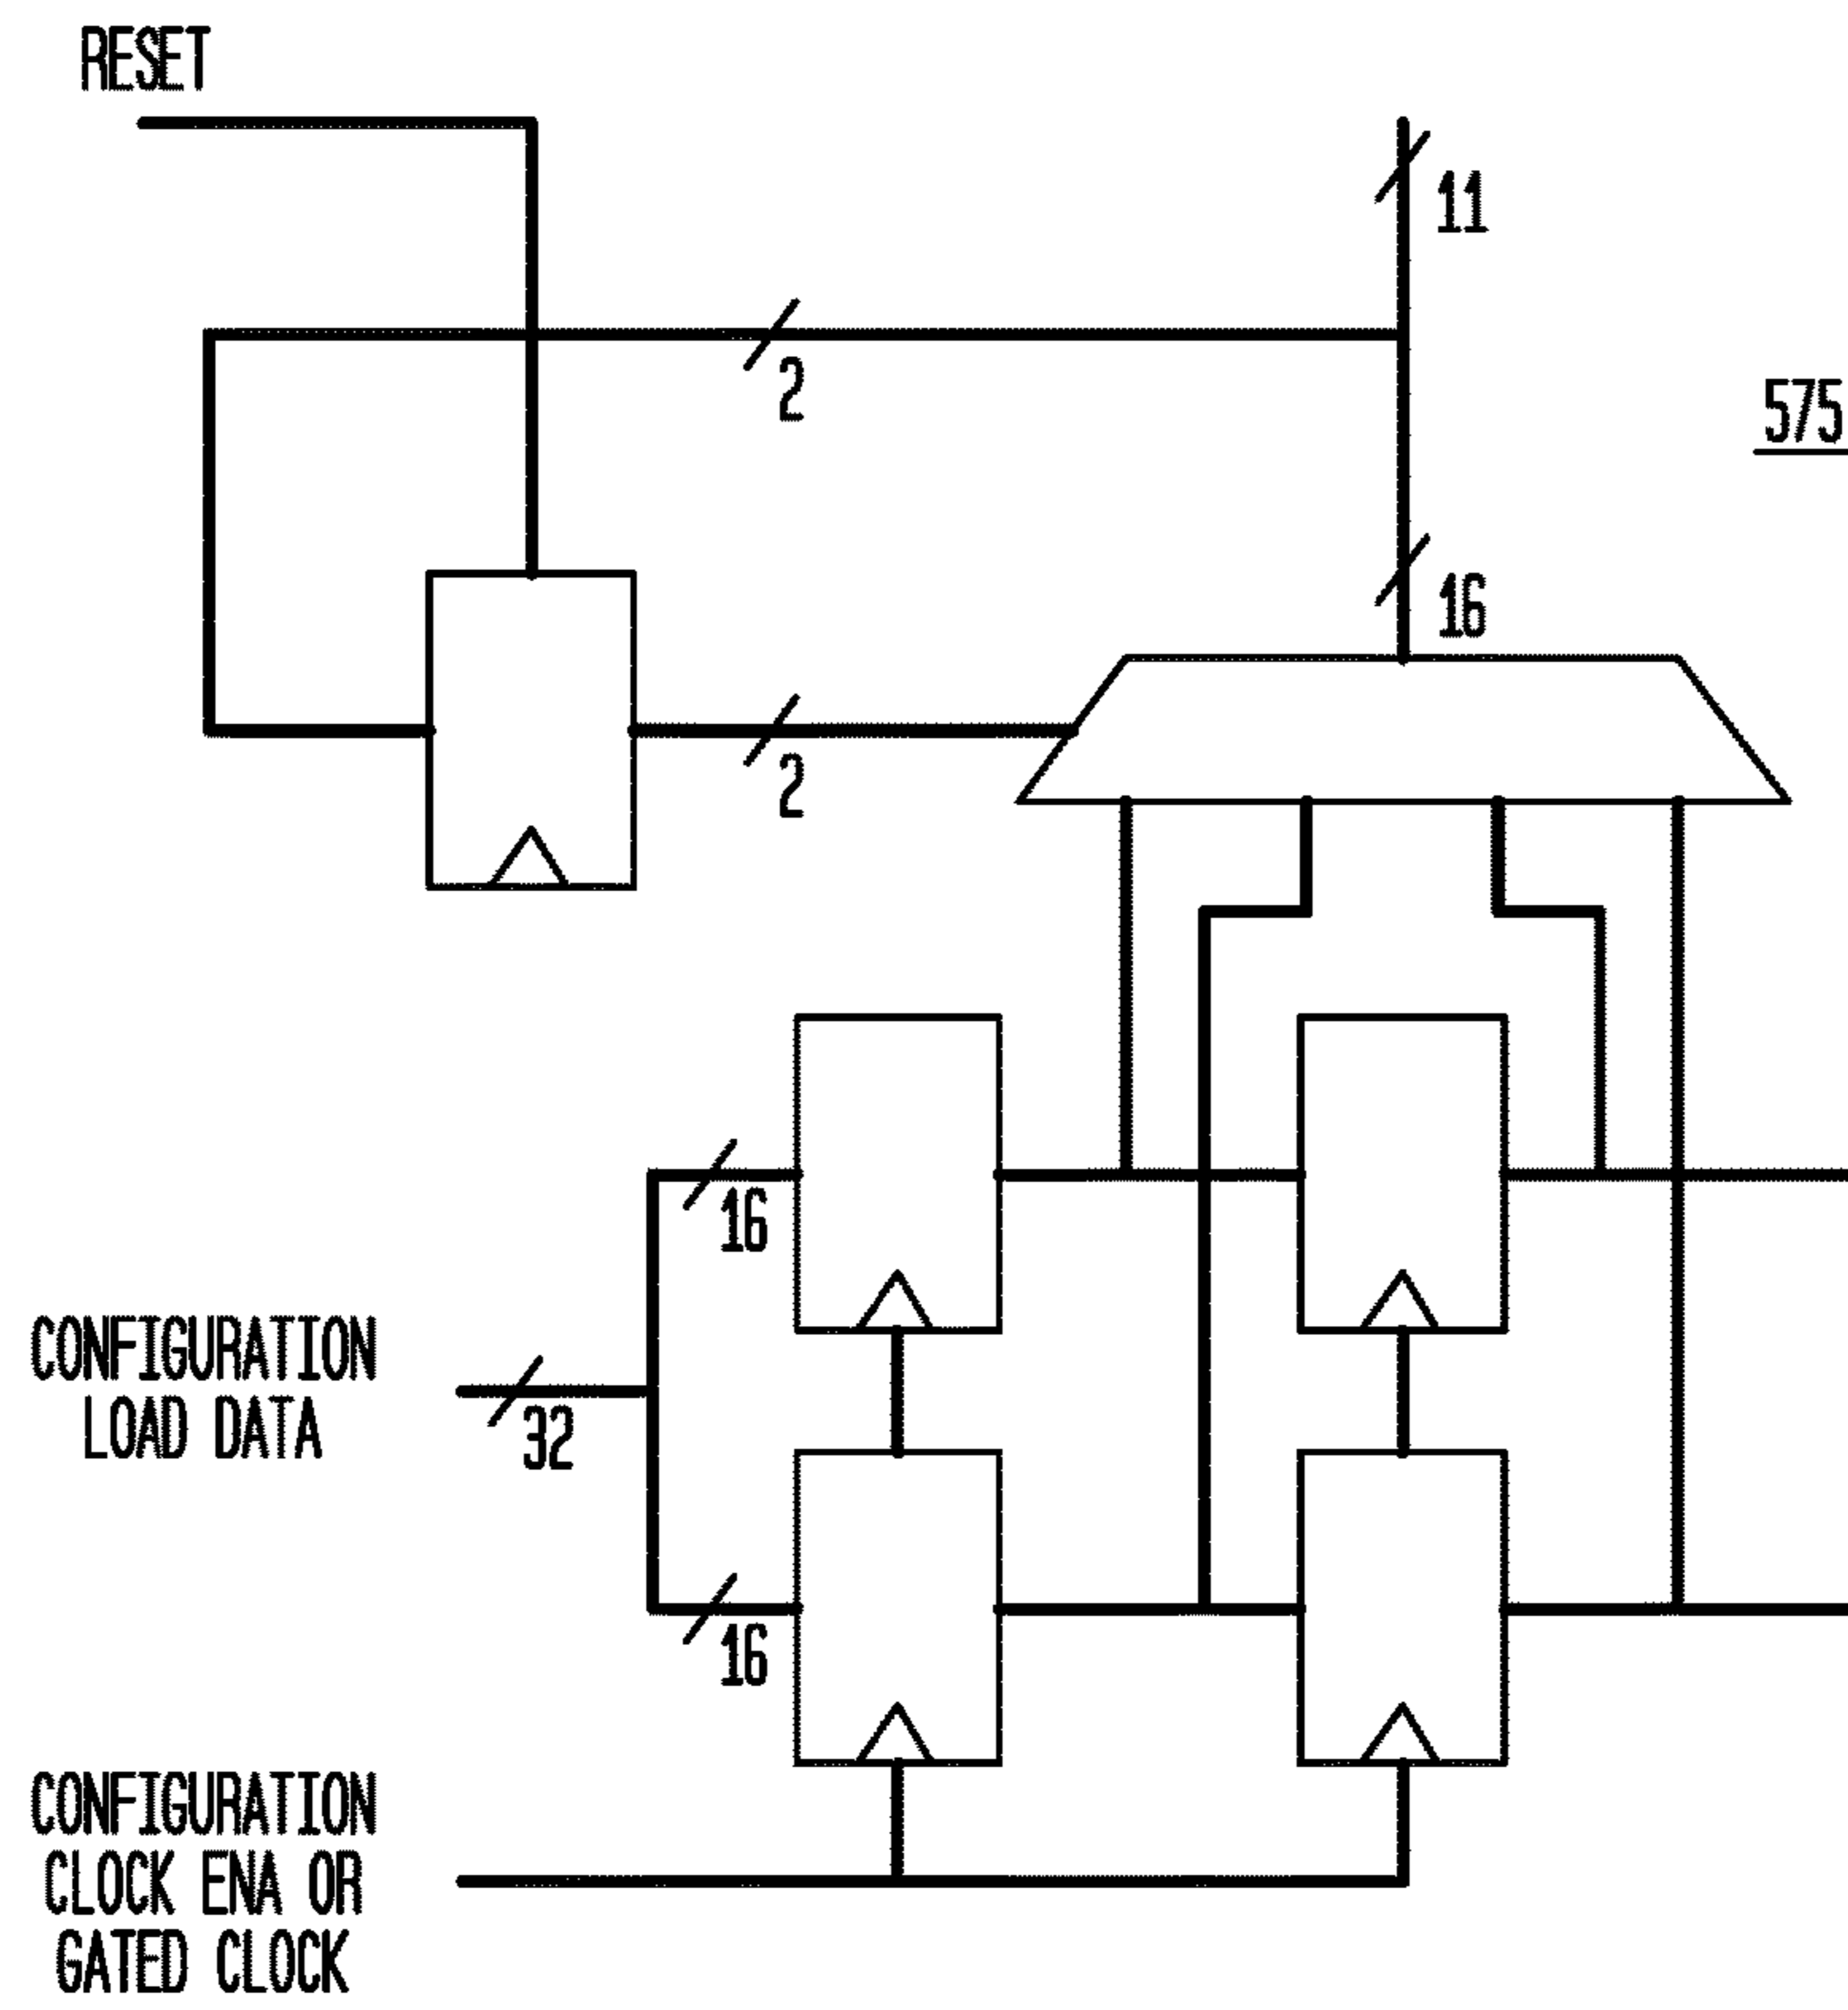 RESET
11
2
575
16
2
16
CONFIGURATION
LOAD DATA
32
16
CONFIGURATION
CLOCK ENA OR
GATED CLOCK